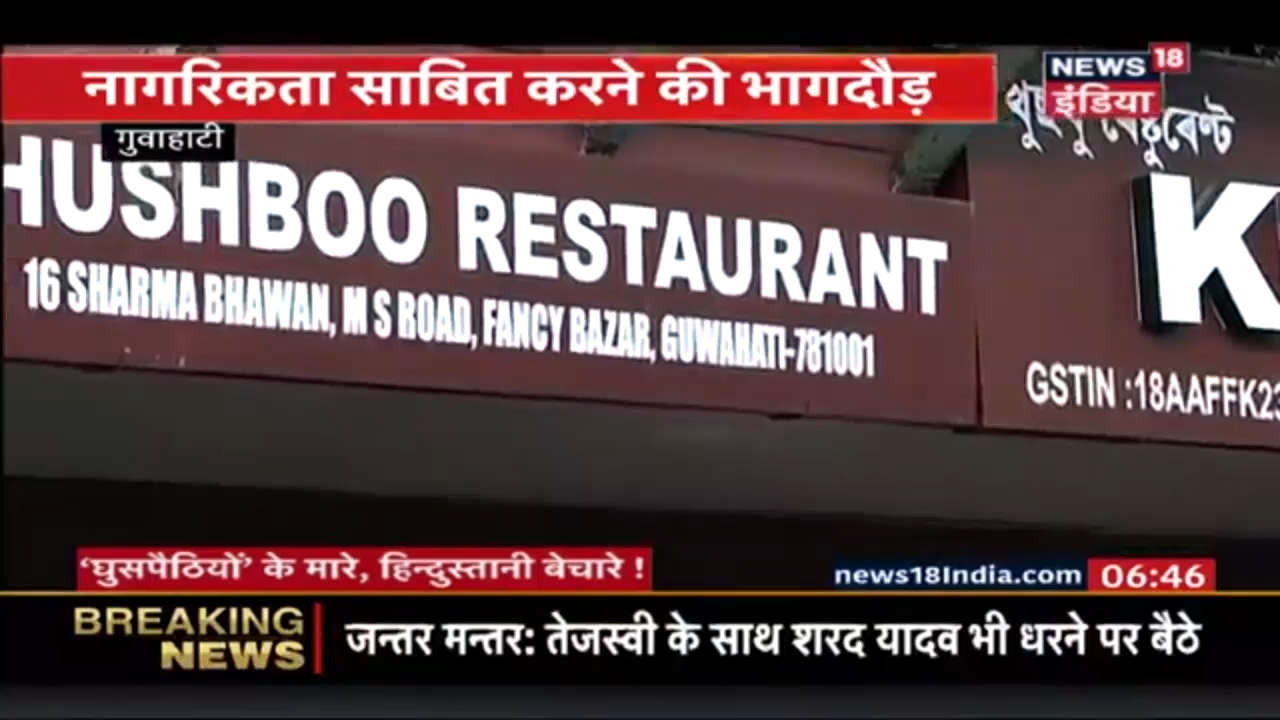 नागरिकता साबित करने की भागदौड़
NEWS 18
इंडिया
गुवाहाटी
HUSHBOO RESTAURANT
16 SHARMA BHAWAN, M S ROAD, FANCY BAZAR, GUWAHATI-781001
K
GSTIN :18AAFFK23
‘घुसपैठियों’ के मारे, हिन्दुस्तानी बेचारे !
news18India.com 06:46
BREAKING
NEWS
जन्तर मन्तर: तेजस्वी के साथ शरद यादव भी धरने पर बैठे